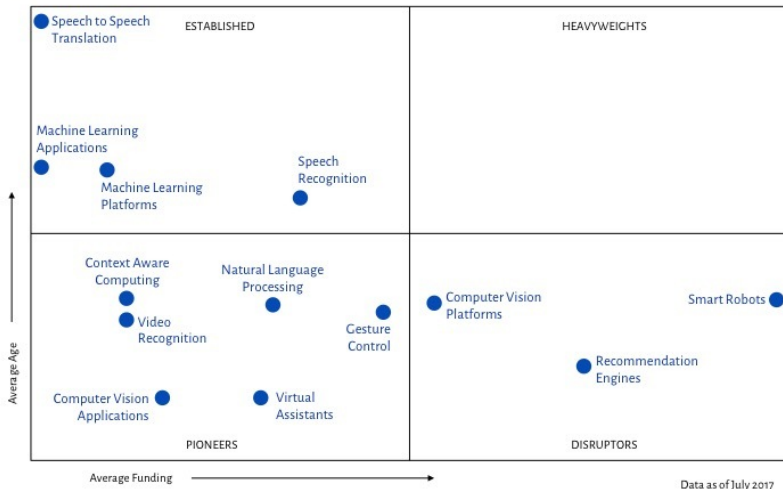 Speech to Speech
Translation
ESTABLISHED
HEAVYWEIGHTS
Machine Learning
Applications
Machine Learning
Platforms
Speech
Recognition
Context Aware
Computing
Video
Recognition
Natural Language
Processing
Gesture
Control
Computer Vision
Platforms
Smart Robots
Recommendation
Engines
Computer Vision
Applications
Virtual
Assistants
PIONEERS
DISRUPTORS
Average Age
Average Funding
Data as of July 2017